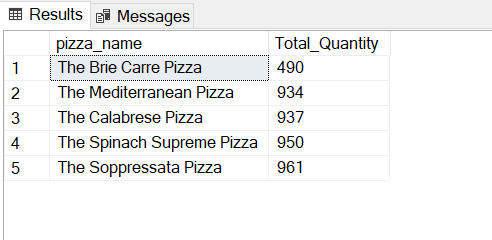 Results Messages
pizza_name Total_Quantity
1 The Brie Carre Pizza 490
2 The Mediterranean Pizza 934
3 The Calabrese Pizza 937
4 The Spinach Supreme Pizza 950
5 The Soppressata Pizza 961